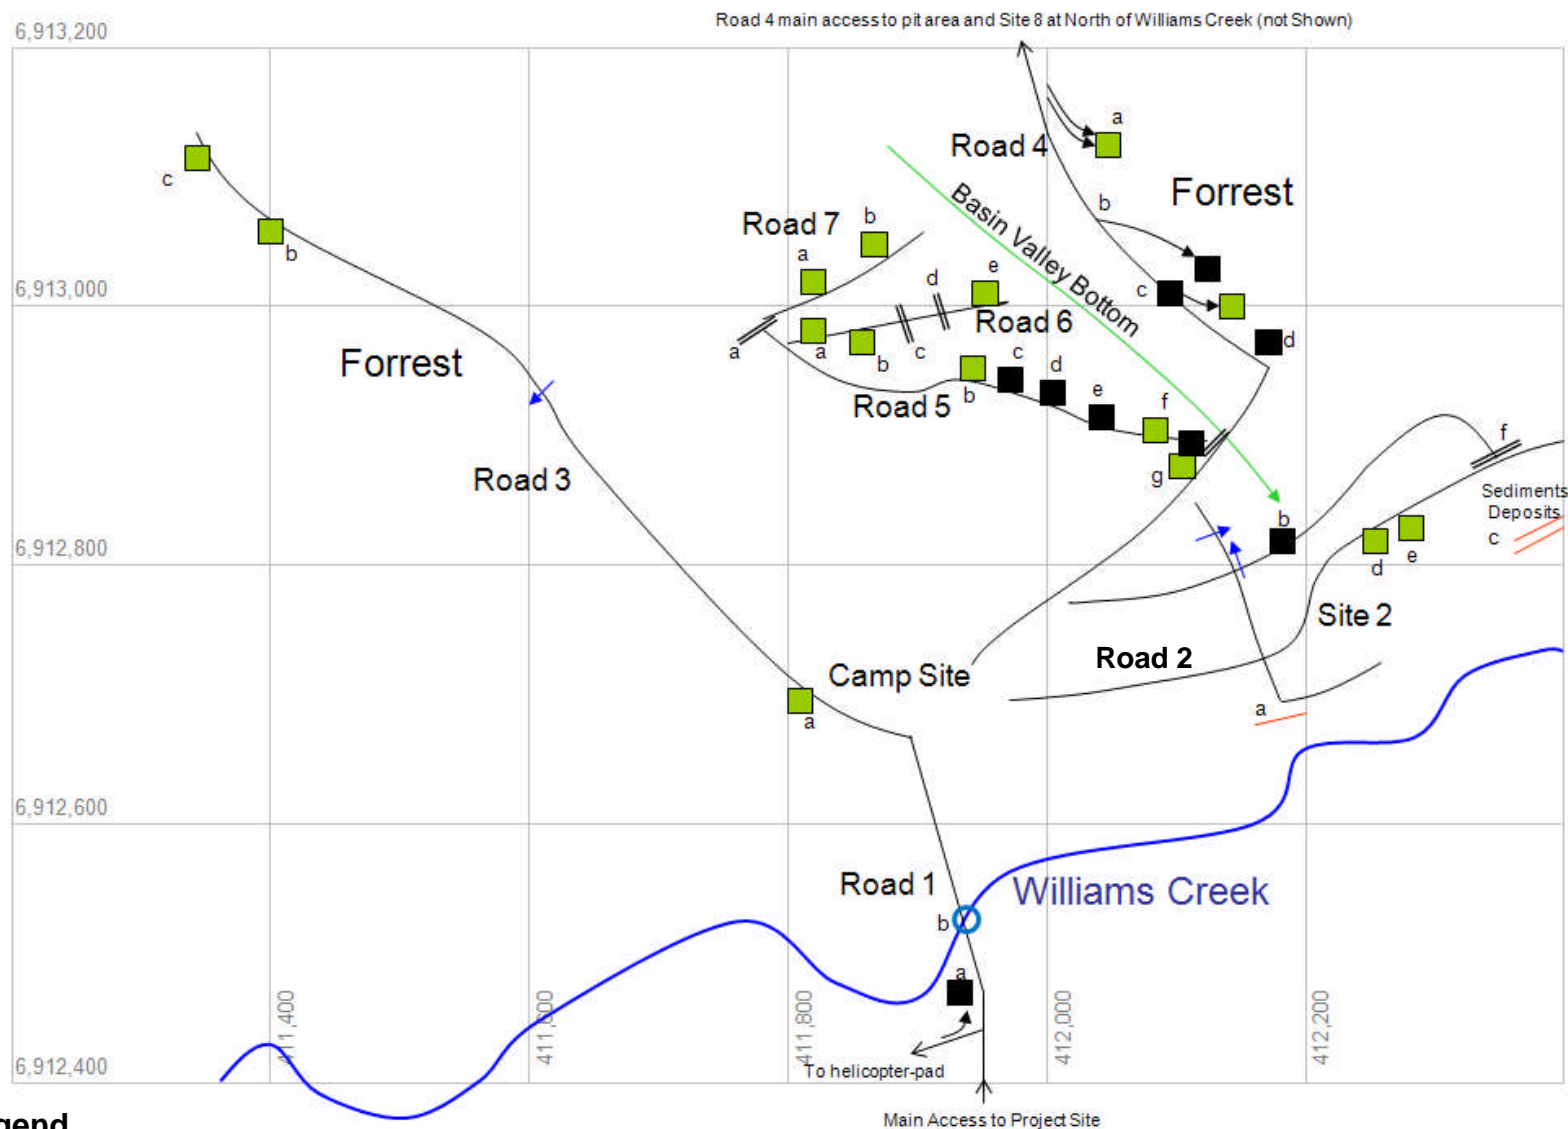 Road 4 main access to pit area and Site 8 at North of Williams Creek (not Shown)
6,913,200
a
Road 4
c
b
Forrest
b
Basin Valley Bottom
Road 7
b
b
a
d
e
c
6,913,000
Road 6
a
a
b
c
d
Forrest
b
c
d
e
f
Road 5
g
f
Road 3
Sediments
Deposits
c
b
6,912,800
d
e
Site 2
Road 2
Camp Site
a
a
6,912,600
Road 1
Williams Creek
b
a
411,400
411,600
411,800
412,000
412,200
6,912,400
To helicopter-pad
Main Access to Project Site
gend